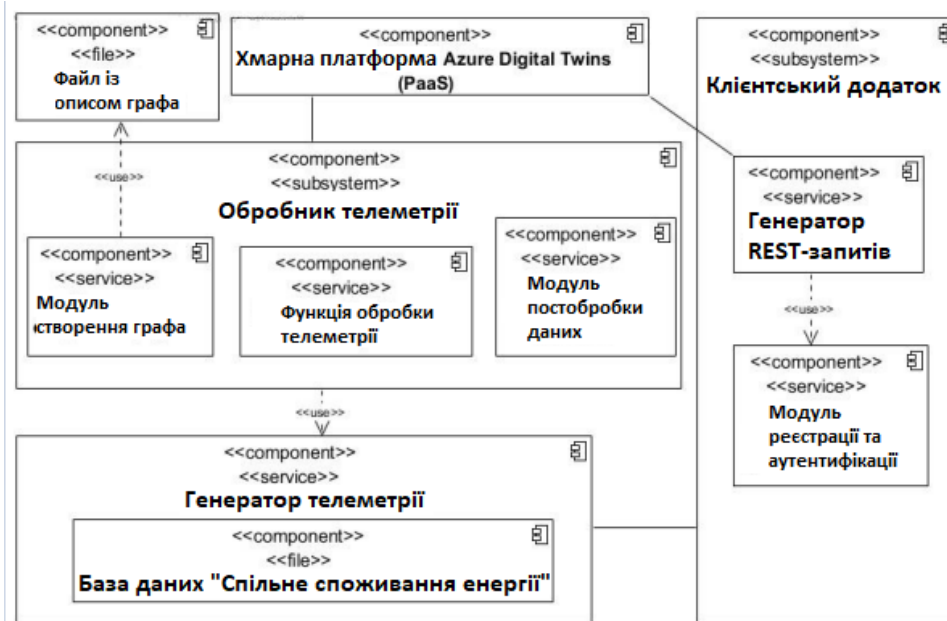 <<component>>
<<file>>
Файл із
описом графа
<<component>>
Хмарна платформа Azure Digital Twins
(PaaS)
<<component>>
<<subsystem>>
Клієнтський додаток
<<use>>
<<component>>
<<subsystem>>
Обробник телеметрії
<<component>>
<<service>>
Модуль
створення графа
<<component>>
<<service>>
Функція обробки
телеметрії
<<component>>
<<service>>
Модуль
постобробки
даних
<<component>>
<<service>>
Генератор
REST-запитів
<<use>>
<<component>>
<<service>>
Модуль
реєстрації та
аутентифікації
<<use>>
<<component>>
<<service>>
Генератор телеметрії
<<component>>
<<file>>
База даних "Спільне споживання енергії"